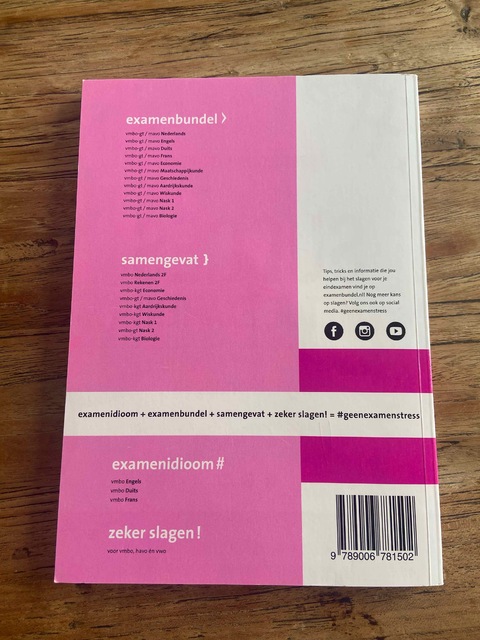 examenbundel >
vmbo-gt / mavo Nederlands
vmbo-gt / mavo Engels
vmbo-gt / mavo Duits
vmbo-gt / mavo Frans
vmbo-gt / mavo Economie
vmbo-gt / mavo Maatschappijkunde
vmbo-gt / mavo Geschiedenis
vmbo-gt / mavo Aardrijkskunde
vmbo-gt / mavo Wiskunde
vmbo-gt / mavo Nask 1
vmbo-gt / mavo Nask 2
vmbo-gt / mavo Biologie
samengevat }
vmbo Nederlands 2F
vmbo Rekenen 2F
vmbo-kgt Economie
vmbo-gt / mavo Geschiedenis
vmbo-kgt Aardrijkskunde
vmbo-kgt Wiskunde
vmbo-kgt Nask 1
vmbo-gt Nask 2
vmbo-kgt Biologie
Tips, tricks en informatie die jou
helpen bij het slagen voor je
eindexamen vind je op
examenbundel.nl! Nog meer kans
op slagen? Volg ons ook op social
media. #geenexamenstress
examenidioom + examenbundel + samengevat + zeker slagen! = #geenexamenstress
examenidioom #
vmbo Engels
vmbo Duits
vmbo Frans
zeker slagen !
voor vmbo, havo én vwo
9 789006 781502